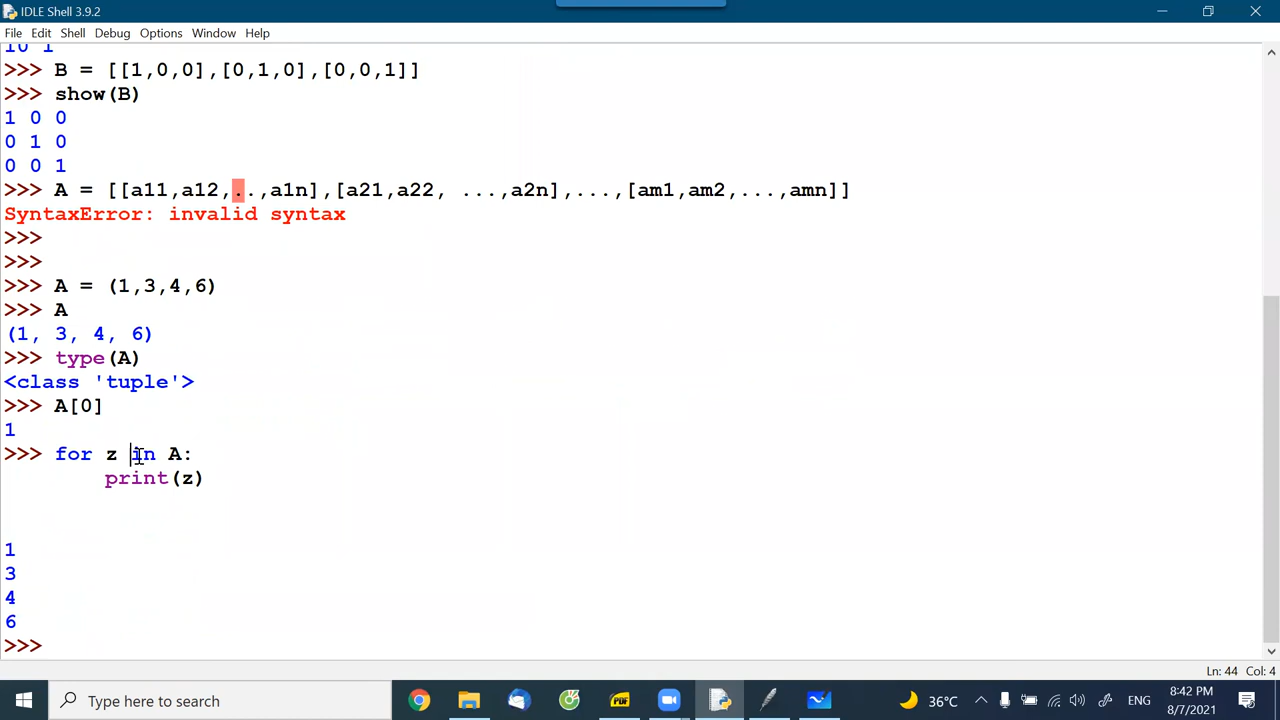 IDLE Shell 3.9.2
File Edit Shell Debug Options Window Help
10 1
>>> B = [[1,0,0],[0,1,0],[0,0,1]]
>>> show(B)
1 0 0
0 1 0
0 0 1
>>> A = [[a11,a12,..,a1n],[a21,a22, ...,a2n],...,[am1,am2,...,amn]]
SyntaxError: invalid syntax
>>>
>>>
>>> A = (1,3,4,6)
>>> A
(1, 3, 4, 6)
>>> type(A)
<class 'tuple'>
>>> A[0]
1
>>> for z in A:
print(z)
1
3
4
6
>>>
Ln: 44 Col: 4
Type here to search
PDF
36°C
ENG
8:42 PM
8/7/2021